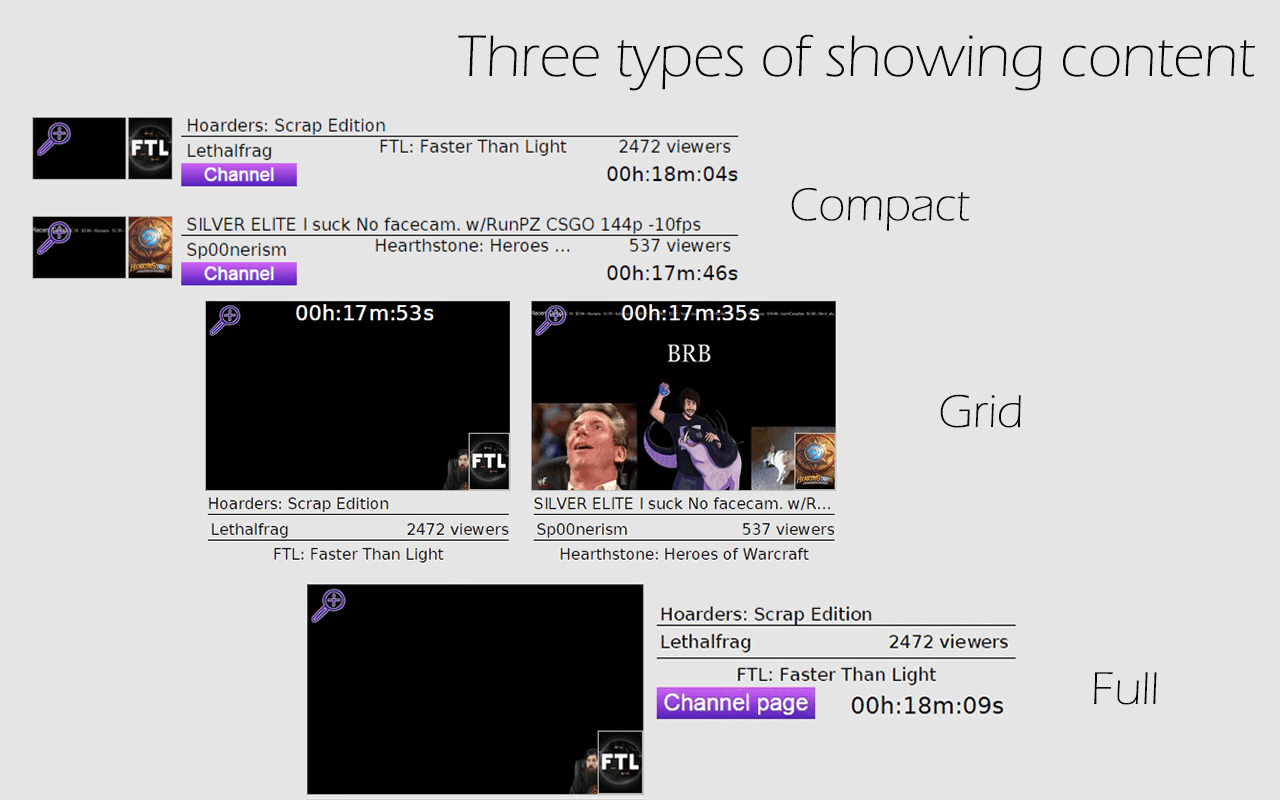 Three types of showing content
FTL
Hoarders: Scrap Edition
Lethalfrag
FTL: Faster Than Light
2472 viewers
Channel
00h:18m:04s
Compact
HEARTHSTONE
SILVER ELITE I suck No facecam. w/RunPZ CSGO 144p -10fps
Sp00nerism
Hearthstone: Heroes ...
537 viewers
Channel
00h:17m:46s
00h:17m:53s
FTL
Hoarders: Scrap Edition
Lethalfrag
2472 viewers
FTL: Faster Than Light
00h:17m:35s
BRB
HEARTHSTONE
SILVER ELITE I suck No facecam. w/R...
Sp00nerism
537 viewers
Hearthstone: Heroes of Warcraft
Grid
FTL
Hoarders: Scrap Edition
Lethalfrag
2472 viewers
FTL: Faster Than Light
Channel page
00h:18m:09s
Full